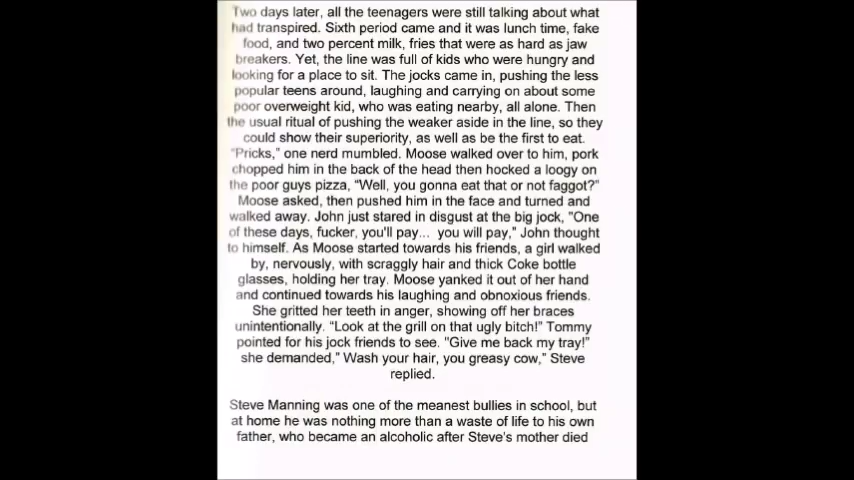 Two days later, all the teenagers were still talking about what
had transpired. Sixth period came and it was lunch time, fake
food, and two percent milk, fries that were as hard as jaw
breakers. Yet, the line was full of kids who were hungry and
looking for a place to sit. The jocks came in, pushing the less
popular teens around, laughing and carrying on about some
poor overweight kid, who was eating nearby, all alone. Then
the usual ritual of pushing the weaker aside in the line, so they
could show their superiority, as well as be the first to eat.
"Pricks," one nerd mumbled. Moose walked over to him, pork
chopped him in the back of the head then hocked a loogy on
the poor guys pizza, "Well, you gonna eat that or not faggot?"
Moose asked, then pushed him in the face and turned and
walked away. John just stared in disgust at the big jock, "One
of these days, fucker, you'll pay... you will pay," John thought
to himself. As Moose started towards his friends, a girl walked
by, nervously, with scraggly hair and thick Coke bottle
glasses, holding her tray. Moose yanked it out of her hand
and continued towards his laughing and obnoxious friends.
She gritted her teeth in anger, showing off her braces
unintentionally. "Look at the grill on that ugly bitch!" Tommy
pointed for his jock friends to see. "Give me back my tray!"
she demanded," Wash your hair, you greasy cow," Steve
replied.
Steve Manning was one of the meanest bullies in school, but
at home he was nothing more than a waste of life to his own
father, who became an alcoholic after Steve's mother died